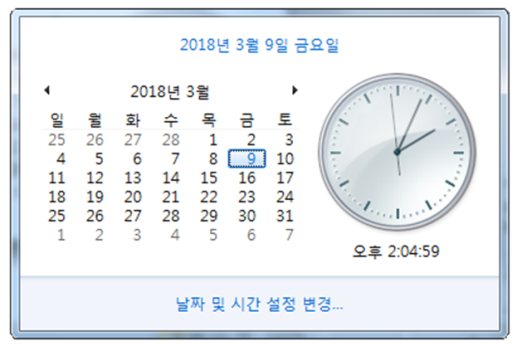 2018년 3월 9일 금요일
2018년 3월
일 월 화 수 목 금 토
25 26 27 28 1 2 3
4 5 6 7 8 9 10
11 12 13 14 15 16 17
18 19 20 21 22 23 24
25 26 27 28 29 30 31
1 2 3 4 5 6 7
오후 2:04:59
날짜 및 시간 설정 변경...